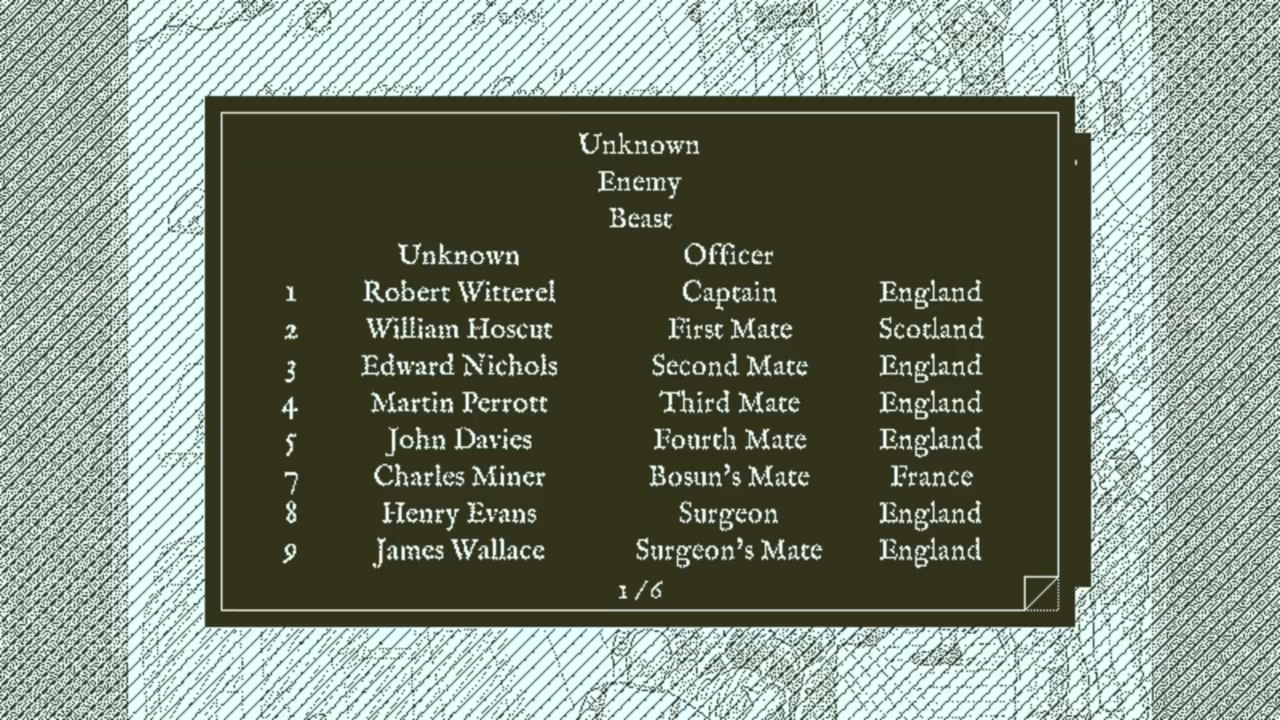 Unknown
Enemy
Beast
Unknown Officer
1 Robert Witterel Captain England
2 William Hoscut First Mate Scotland
3 Edward Nichols Second Mate England
4 Martin Perrott Third Mate England
5 John Davies Fourth Mate England
7 Charles Miner Bosun's Mate France
8 Henry Evans Surgeon England
9 James Wallace Surgeon's Mate England
1/6